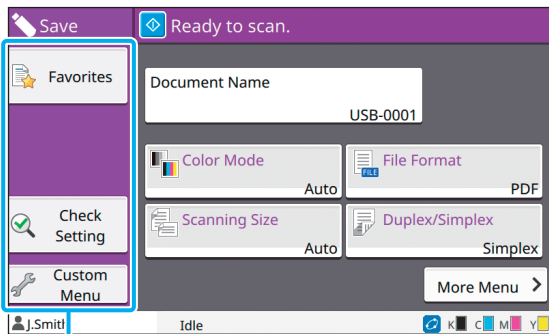 Save
Ready to scan.
Favorites
Document Name
USB-0001
Color Mode
Auto
File Format
FILE
PDF
Check
Setting
Scanning Size
Auto
Duplex/Simplex
Simplex
Custom
Menu
More Menu
J.Smith
Idle
K C M Y